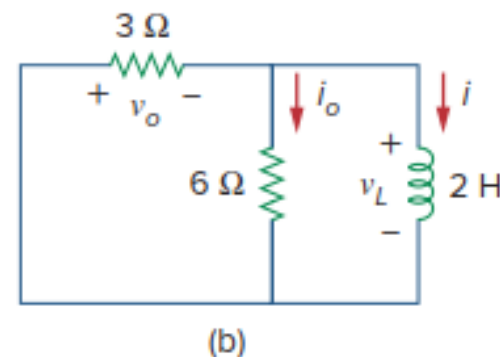 3 Ω
+ v_o −
i_o
i
6 Ω
+
v_L
2 H
−
(b)